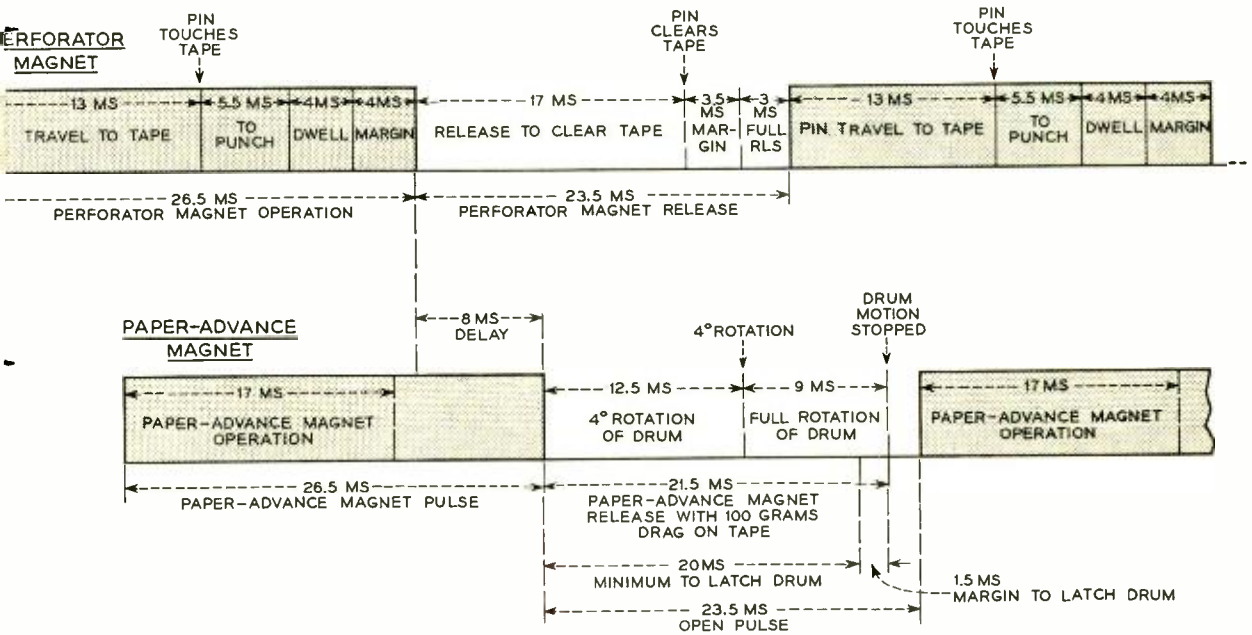 PIN
TOUCHES
TAPE
PIN
CLEARS
TAPE
PIN
TOUCHES
TAPE
ERFORATOR
MAGNET
13 MS
5.5 MS
4MS
4MS
17 MS
3.5
MS
3
MS
13 MS
5.5 MS
4MS
4MS
TRAVEL TO TAPE
TO
PUNCH
DWELL
MARGIN
RELEASE TO CLEAR TAPE
MAR-
GIN
FULL
RLS
PIN TRAVEL TO TAPE
TO
PUNCH
DWELL
MARGIN
26.5 MS
PERFORATOR MAGNET OPERATION
23.5 MS
PERFORATOR MAGNET RELEASE
PAPER-ADVANCE
MAGNET
8 MS
DELAY
4° ROTATION
DRUM
MOTION
STOPPED
17 MS
PAPER-ADVANCE MAGNET
OPERATION
12.5 MS
4° ROTATION
OF DRUM
9 MS
FULL ROTATION
OF DRUM
17 MS
PAPER-ADVANCE MAGNET
OPERATION
26.5 MS
PAPER-ADVANCE MAGNET PULSE
21.5 MS
PAPER-ADVANCE MAGNET
RELEASE WITH 100 GRAMS
DRAG ON TAPE
20 MS
MINIMUM TO LATCH DRUM
1.5 MS
MARGIN TO LATCH DRUM
23.5 MS
OPEN PULSE